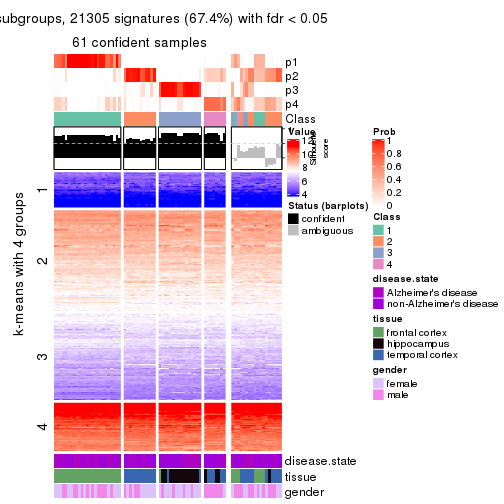 subgroups, 21305 signatures (67.4%) with fdr < 0.05
61 confident samples
p1
p2
p3
p4
Class
k-means with 4 groups
1
2
3
4
disease.state
tissue
gender
Value
12
6
4
Silhouette
score
Status (barplots)
confident
ambiguous
Prob
1
0.8
0.6
0.4
0.2
0
Class
1
2
3
4
disease.state
Alzheimer's disease
non-Alzheimer's disease
tissue
frontal cortex
hippocampus
temporal cortex
gender
female
male